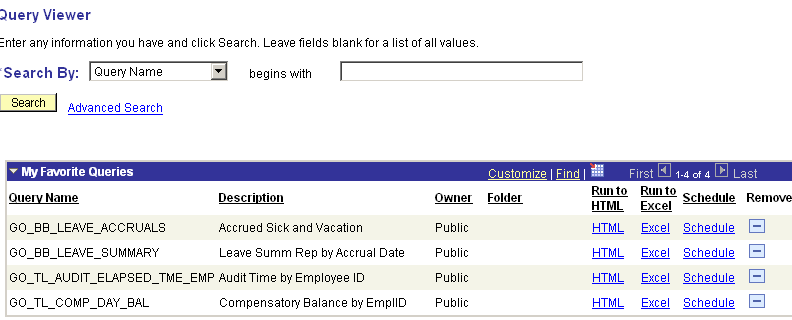 Query Viewer
Enter any information you have and click Search. Leave fields blank for a list of all values.
*Search By: Query Name begins with
Search Advanced Search
My Favorite Queries Customize | Find | First 1-4 of 4 Last
Query Name Description Owner Folder Run to HTML Run to Excel Schedule Remove
GO_BB_LEAVE_ACCRUALS Accrued Sick and Vacation Public HTML Excel Schedule
GO_BB_LEAVE_SUMMARY Leave Summ Rep by Accrual Date Public HTML Excel Schedule
GO_TL_AUDIT_ELAPSED_TME_EMP Audit Time by Employee ID Public HTML Excel Schedule
GO_TL_COMP_DAY_BAL Compensatory Balance by EmplID Public HTML Excel Schedule